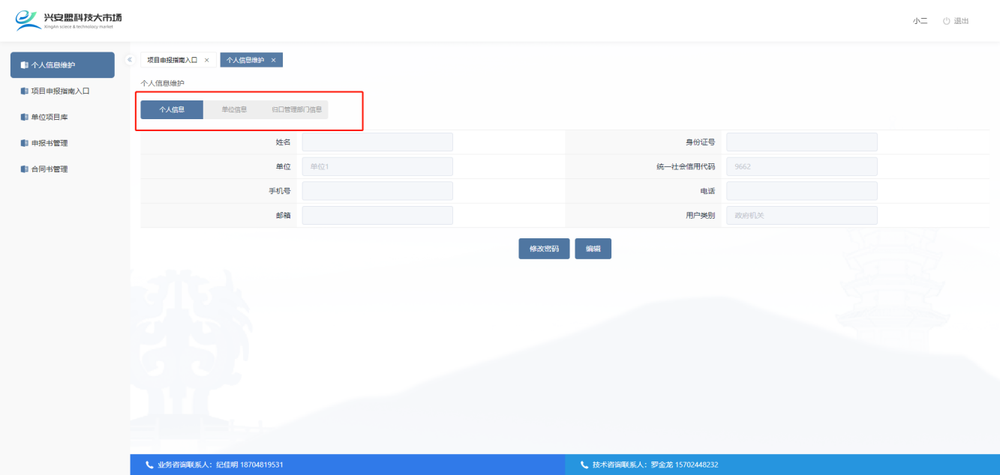 兴安盟科技大市场
XingAn sciece & technolocy market
小二 退出
个人信息维护
项目申报指南入口
单位项目库
申报书管理
合同书管理
项目申报指南入口 × 个人信息维护 ×
个人信息维护
个人信息 单位信息 归口管理部门信息
姓名 身份证号
单位 单位1 统一社会信用代码 9662
手机号 电话
邮箱 用户类别 政府机关
修改密码 编辑
业务咨询联系人：纪佳明 18704819531 技术咨询联系人：罗金龙 15702448232